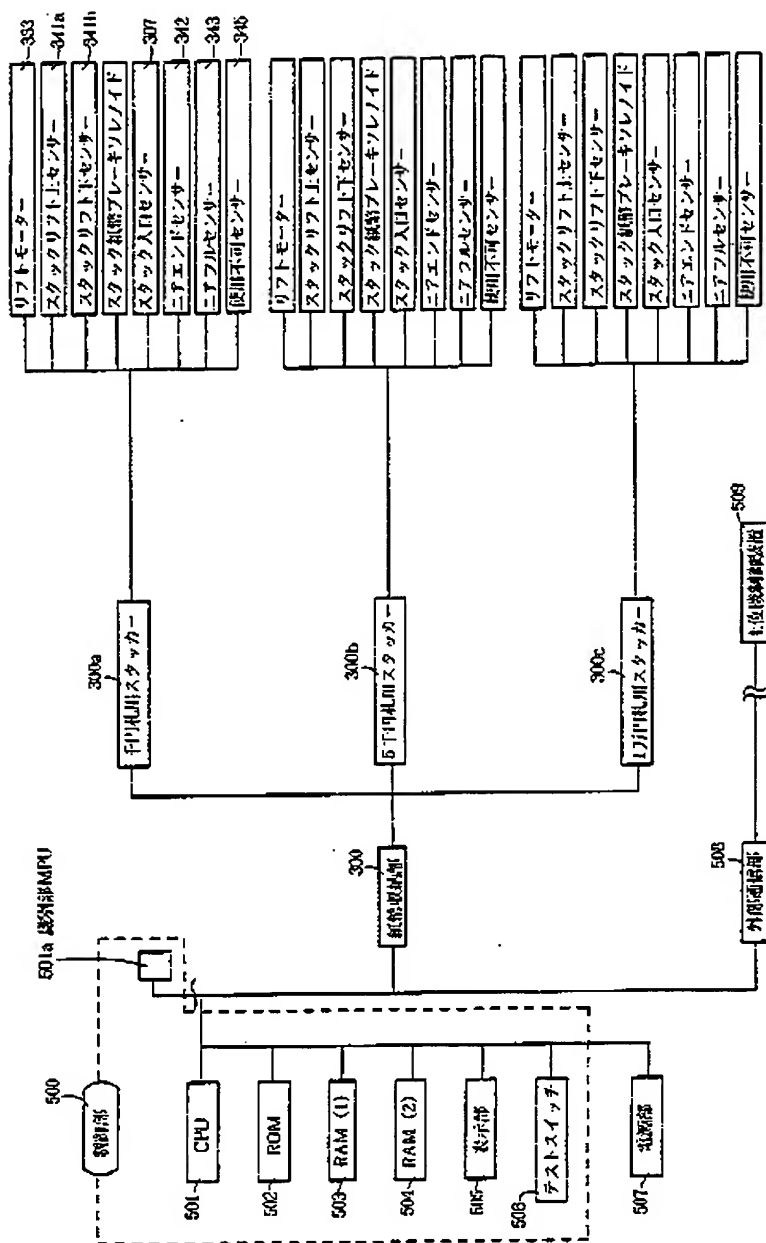 500
制御部
501a 識別部MPU
CPU
501
ROM
502
RAM (1)
503
RAM (2)
504
表示部
505
テストスイッチ
506
電源部
507
300
紙幣収納部
508
外部通信部
509
上位機制御装置
300a
千円札用スタッカー
リフトモーター
333
スタックリフト上センサー
341a
スタックリフト下センサー
341b
スタック紙幣ブレーキソレノイド
スタック入口センサー
307
ニアエンドセンサー
342
ニアフルセンサー
343
使用不可センサー
345
300b
5千円札用スタッカー
リフトモーター
スタックリフト上センサー
スタックリフト下センサー
スタック紙幣ブレーキソレノイド
スタック入口センサー
ニアエンドセンサー
ニアフルセンサー
使用不可センサー
300c
1万円札用スタッカー
リフトモーター
スタックリフト上センサー
スタックリフト下センサー
スタック紙幣ブレーキソレノイド
スタック入口センサー
ニアエンドセンサー
ニアフルセンサー
使用不可センサー